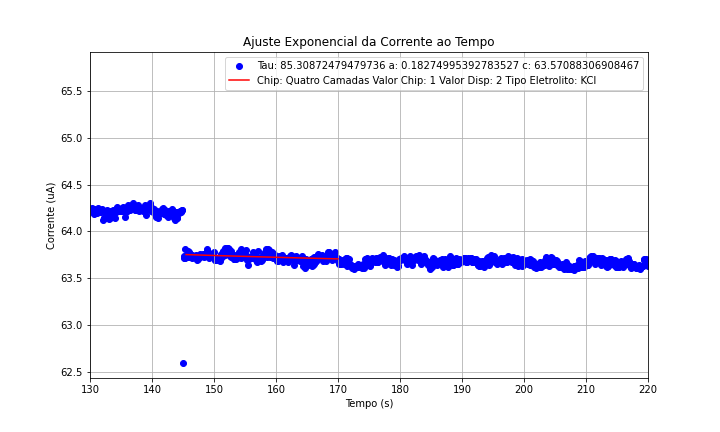 Ajuste Exponencial da Corrente ao Tempo
Tau: 85.30872479479736 a: 0.18274995392783527 c: 63.57088306908467
Chip: Quatro Camadas Valor Chip: 1 Valor Disp: 2 Tipo Eletrolito: KCl
65.5
65.0
64.5
64.0
63.5
63.0
62.5
Corrente (uA)
130 140 150 160 170 180 190 200 210 220
Tempo (s)